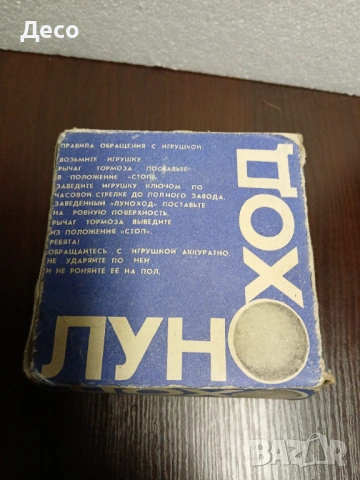 Десо
ПРАВИЛА ОБРАЩЕНИЯ С ИГРУШКОЙ
ВОЗЬМИТЕ ИГРУШКУ.
РЫЧАГ ТОРМОЗА ПОСТАВЬТЕ
В ПОЛОЖЕНИЕ «СТОП».
ЗАВЕДИТЕ ИГРУШКУ КЛЮЧОМ ПО
ЧАСОВОЙ СТРЕЛКЕ ДО ПОЛНОГО ЗАВОДА.
ЗАВЕДЕННЫЙ «ЛУНОХОД» ПОСТАВЬТЕ
НА РОВНУЮ ПОВЕРХНОСТЬ.
РЫЧАГ ТОРМОЗА ВЫВЕДИТЕ
ИЗ ПОЛОЖЕНИЯ «СТОП».
РЕБЯТА!
ОБРАЩАЙТЕСЬ С ИГРУШКОЙ АККУРАТНО,
НЕ УДАРЯЙТЕ ПО НЕЙ
И НЕ РОНЯЙТЕ ЕЕ НА ПОЛ.
ЛУНОХОД
BAZAR